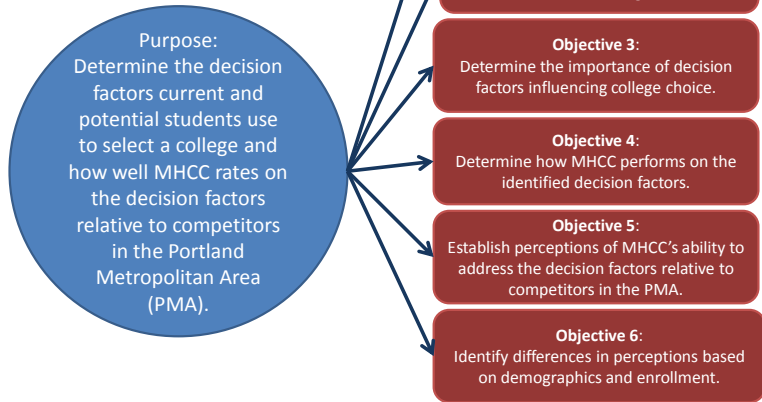 Purpose:
Determine the decision
factors current and
potential students use
to select a college and
how well MHCC rates on
the decision factors
relative to competitors
in the Portland
Metropolitan Area
(PMA).
Objective 3:
Determine the importance of decision
factors influencing college choice.
Objective 4:
Determine how MHCC performs on the
identified decision factors.
Objective 5:
Establish perceptions of MHCC's ability to
address the decision factors relative to
competitors in the PMA.
Objective 6:
Identify differences in perceptions based
on demographics and enrollment.